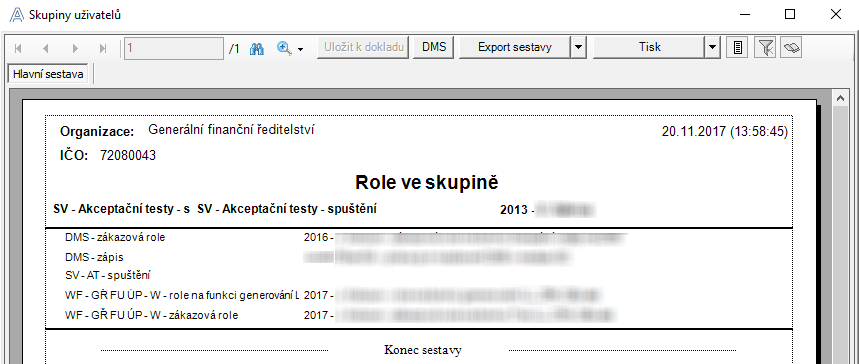 Skupiny uživatelů
1 /1 Uložit k dokladu DMS Export sestavy Tisk
Hlavní sestava
Organizace: Generální finanční ředitelství 20.11.2017 (13:58:45)
IČO: 72080043
Role ve skupině
SV - Akceptační testy - s SV - Akceptační testy - spuštění 2013 -
DMS - zákazová role 2016 -
DMS - zápis
SV - AT - spuštění
WF - GŘ FU ÚP - W - role na funkci generování L 2017 -
WF - GŘ FU ÚP - W - zákazová role 2017 -
Konec sestavy